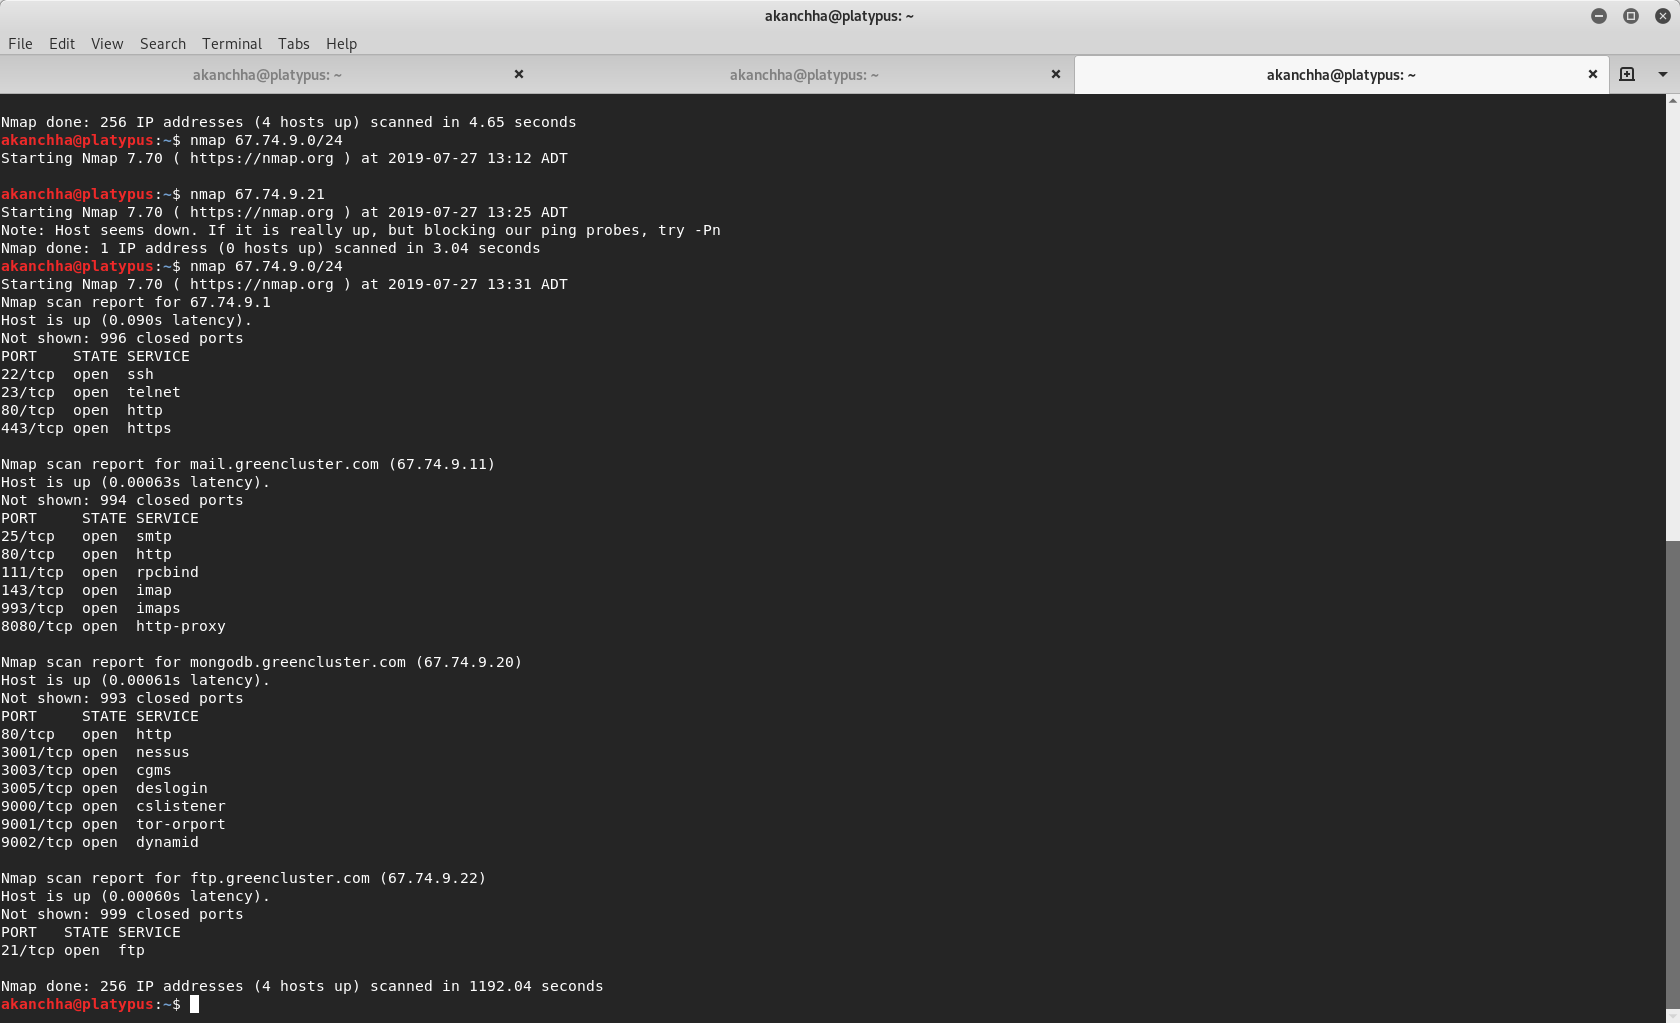 akanchha@platypus: ~
File Edit View Search Terminal Tabs Help
akanchha@platypus: ~ akanchha@platypus: ~ akanchha@platypus: ~
Nmap done: 256 IP addresses (4 hosts up) scanned in 4.65 seconds
akanchha@platypus:~$ nmap 67.74.9.0/24
Starting Nmap 7.70 ( https://nmap.org ) at 2019-07-27 13:12 ADT
akanchha@platypus:~$ nmap 67.74.9.21
Starting Nmap 7.70 ( https://nmap.org ) at 2019-07-27 13:25 ADT
Note: Host seems down. If it is really up, but blocking our ping probes, try -Pn
Nmap done: 1 IP address (0 hosts up) scanned in 3.04 seconds
akanchha@platypus:~$ nmap 67.74.9.0/24
Starting Nmap 7.70 ( https://nmap.org ) at 2019-07-27 13:31 ADT
Nmap scan report for 67.74.9.1
Host is up (0.090s latency).
Not shown: 996 closed ports
PORT    STATE SERVICE
22/tcp  open  ssh
23/tcp  open  telnet
80/tcp  open  http
443/tcp open  https
Nmap scan report for mail.greencluster.com (67.74.9.11)
Host is up (0.00063s latency).
Not shown: 994 closed ports
PORT     STATE SERVICE
25/tcp   open  smtp
80/tcp   open  http
111/tcp  open  rpcbind
143/tcp  open  imap
993/tcp  open  imaps
8080/tcp open  http-proxy
Nmap scan report for mongodb.greencluster.com (67.74.9.20)
Host is up (0.00061s latency).
Not shown: 993 closed ports
PORT     STATE SERVICE
80/tcp   open  http
3001/tcp open  nessus
3003/tcp open  cgms
3005/tcp open  deslogin
9000/tcp open  cslistener
9001/tcp open  tor-orport
9002/tcp open  dynamid
Nmap scan report for ftp.greencluster.com (67.74.9.22)
Host is up (0.00060s latency).
Not shown: 999 closed ports
PORT   STATE SERVICE
21/tcp open  ftp
Nmap done: 256 IP addresses (4 hosts up) scanned in 1192.04 seconds
akanchha@platypus:~$